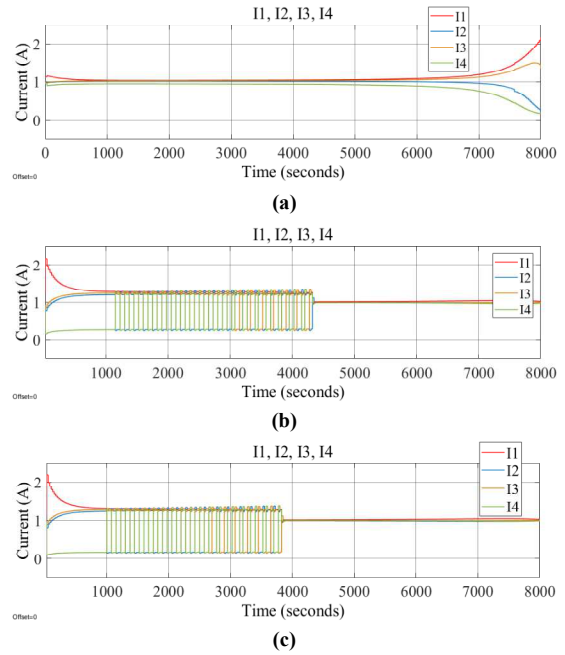 I1, I2, I3, I4
I1
I2
I3
I4
Current (A)
2
1
0
0 1000 2000 3000 4000 5000 6000 7000 8000
Time (seconds)
Offset=0
(a)
I1, I2, I3, I4
I1
I2
I3
I4
Current (A)
2
1
0
1000 2000 3000 4000 5000 6000 7000 8000
Time (seconds)
Offset=0
(b)
I1, I2, I3, I4
I1
I2
I3
I4
Current (A)
2
1
0
1000 2000 3000 4000 5000 6000 7000 8000
Time (seconds)
Offset=0
(c)